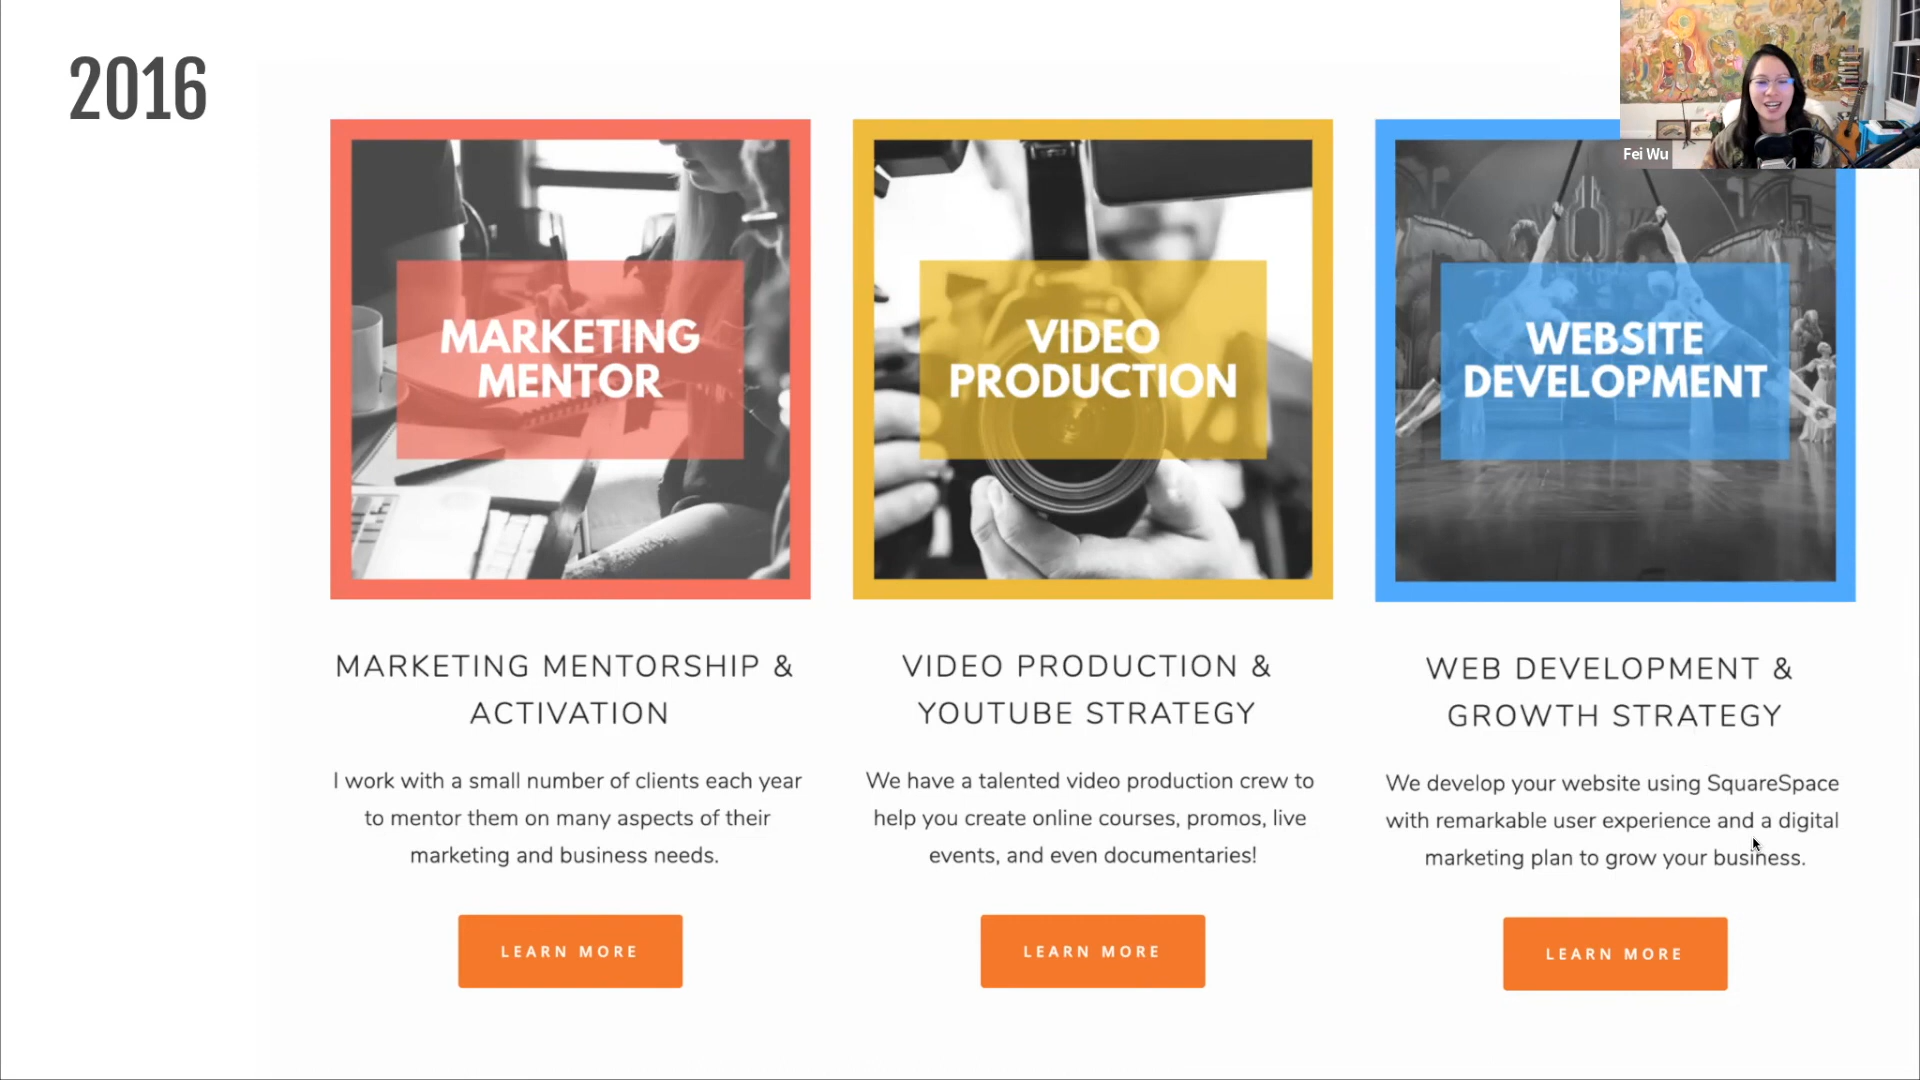 2016
Fei Wu
MARKETING
MENTOR
VIDEO
PRODUCTION
WEBSITE
DEVELOPMENT
MARKETING MENTORSHIP &
ACTIVATION
I work with a small number of clients each year
to mentor them on many aspects of their
marketing and business needs.
LEARN MORE
VIDEO PRODUCTION &
YOUTUBE STRATEGY
We have a talented video production crew to
help you create online courses, promos, live
events, and even documentaries!
LEARN MORE
WEB DEVELOPMENT &
GROWTH STRATEGY
We develop your website using SquareSpace
with remarkable user experience and a digital
marketing plan to grow your business.
LEARN MORE